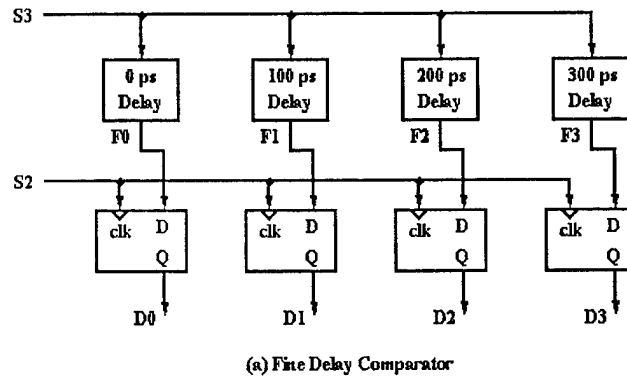 S3
0 ps 100 ps 200 ps 300 ps
Delay Delay Delay Delay
F0 F1 F2 F3
S2
clk D clk D clk D clk D
Q Q Q Q
D0 D1 D2 D3
(a) Fine Delay Comparator